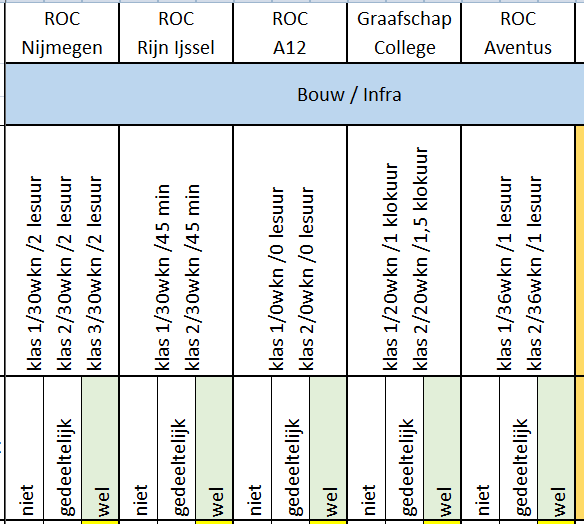 ROC
Nijmegen
ROC
Rijn Ijssel
ROC
A12
Graafschap
College
ROC
Aventus
Bouw / Infra
klas 1/30wkn /2 lesuur
klas 2/30wkn /2 lesuur
klas 3/30wkn /2 lesuur
klas 1/30wkn /45 min
klas 2/30wkn /45 min
klas 1/0wkn /0 lesuur
klas 2/0wkn /0 lesuur
klas 1/20wkn /1 klokuur
klas 2/20wkn /1,5 klokuur
klas 1/36wkn /1 lesuur
klas 2/36wkn /1 lesuur
niet
gedeeltelijk
wel
niet
gedeeltelijk
wel
niet
gedeeltelijk
wel
niet
gedeeltelijk
wel
niet
gedeeltelijk
wel